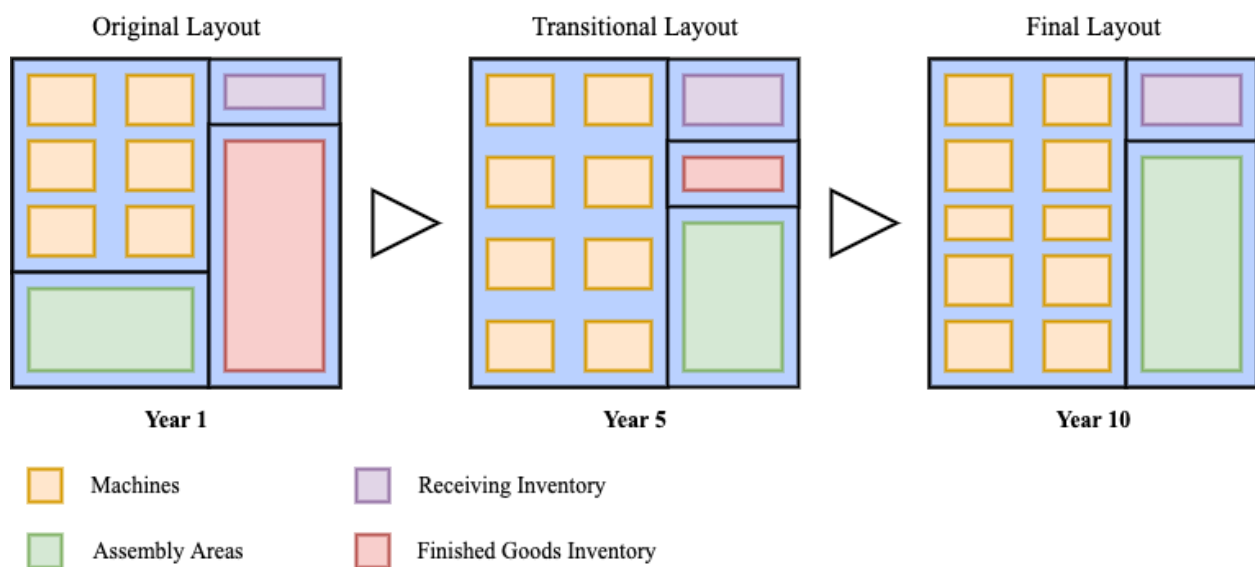 Original Layout
Transitional Layout
Final Layout
Year 1
Year 5
Year 10
Machines
Receiving Inventory
Assembly Areas
Finished Goods Inventory